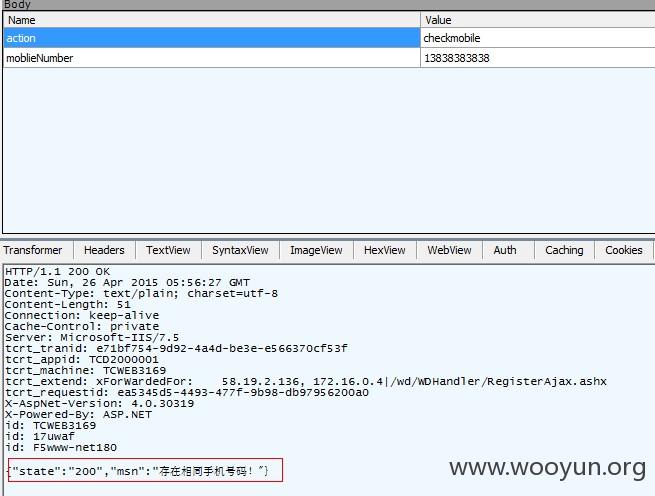 Body
Name Value
action checkmobile
moblieNumber 13838383838
Transformer Headers TextView SyntaxView ImageView HexView WebView Auth Caching Cookies
HTTP/1.1 200 OK
Date: Sun, 26 Apr 2015 05:56:27 GMT
Content-Type: text/plain; charset=utf-8
Content-Length: 51
Connection: keep-alive
Cache-Control: private
Server: Microsoft-IIS/7.5
tcrt_tranid: e71bf754-9d92-4a4d-be3e-e566370cf53f
tcrt_appid: TCD2000001
tcrt_machine: TCWEB3169
tcrt_extend: xForWardedFor: 58.19.2.136, 172.16.0.4|/wd/WDHandler/RegisterAjax.ashx
tcrt_requestid: ea5345d5-4493-477f-9b98-db97956200a0
X-AspNet-Version: 4.0.30319
X-Powered-By: ASP.NET
id: TCWEB3169
id: 17uwaf
id: F5www-net180
{"state":"200","msn":"存在相同手机号码！"}
www.wooyun.org